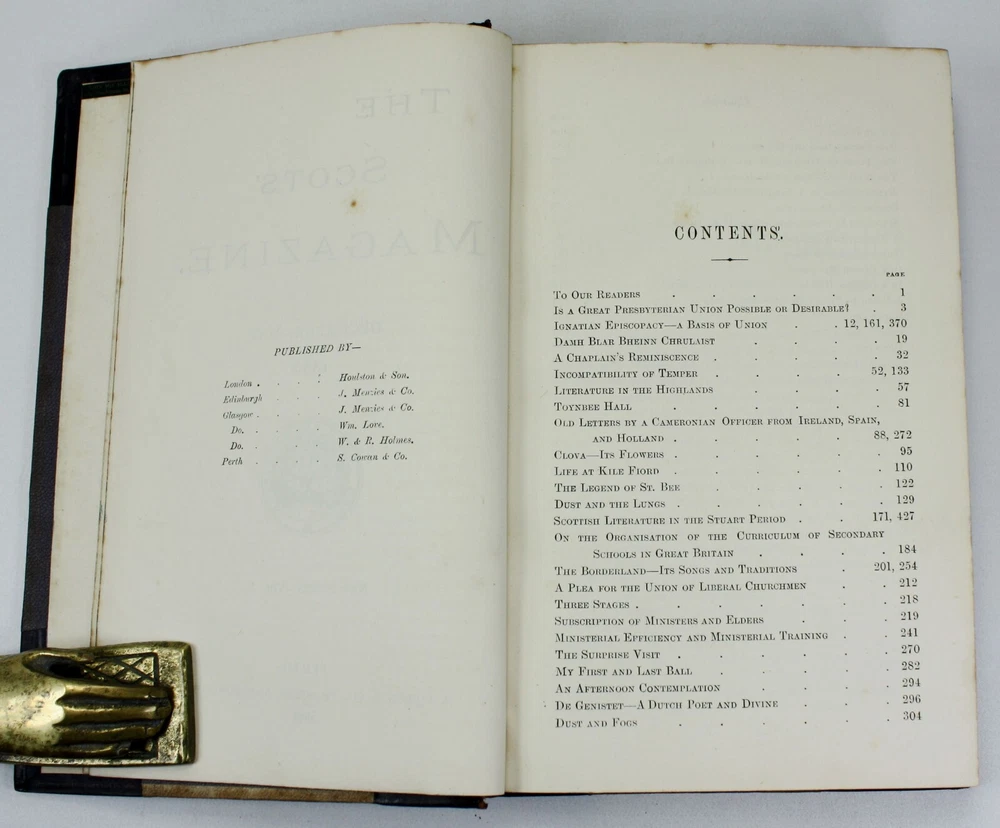 THE
SCOTS
MAGAZINE.
PUBLISHED BY—
London . . . : Houlston & Son.
Edinburgh . . . J. Menzies & Co.
Glasgow . . . . J. Menzies & Co.
Do. . . . . Wm. Love.
Do. . . . . W. & R. Holmes.
Perth . . . . S. Cowan & Co.
CONTENTS.
PAGE
To Our Readers . . . . . . 1
Is a Great Presbyterian Union Possible or Desirable? . 3
Ignatian Episcopacy—a Basis of Union . . 12, 161, 370
Damh Blar Bheinn Chrulaist . . . . 19
A Chaplain's Reminiscence . . . . . 32
Incompatibility of Temper . . . . 52, 133
Literature in the Highlands . . . . 57
Toynbee Hall . . . . . . 81
Old Letters by a Cameronian Officer from Ireland, Spain,
and Holland . . . . . 88, 272
Clova—Its Flowers . . . . . . 95
Life at Kile Fiord . . . . . . 110
The Legend of St. Bee . . . . . 122
Dust and the Lungs . . . . . . 129
Scottish Literature in the Stuart Period . . 171, 427
On the Organisation of the Curriculum of Secondary
Schools in Great Britain . . . . 184
The Borderland—Its Songs and Traditions . 201, 254
A Plea for the Union of Liberal Churchmen . . 212
Three Stages . . . . . . . 218
Subscription of Ministers and Elders . . . 219
Ministerial Efficiency and Ministerial Training . . 241
The Surprise Visit . . . . . . 270
My First and Last Ball . . . . . 282
An Afternoon Contemplation . . . . 294
De Genistet—A Dutch Poet and Divine . . . 296
Dust and Fogs . . . . . . 304